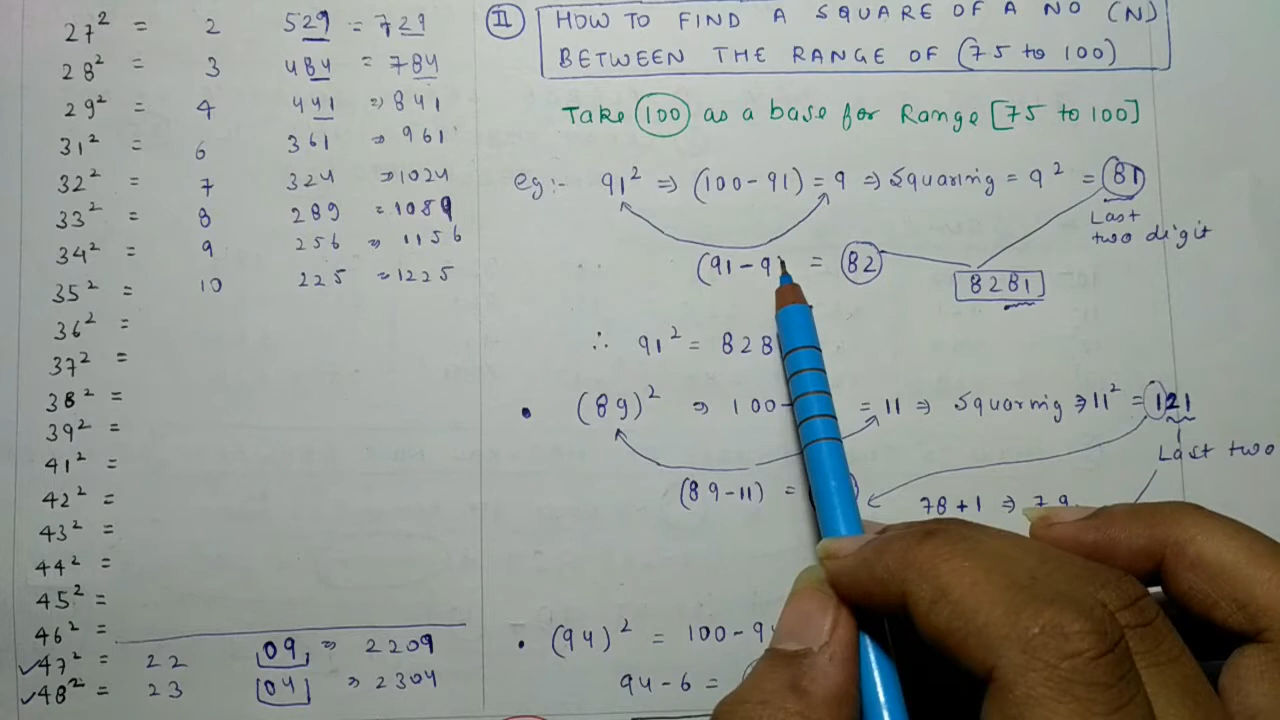 27² = 2 529 = 729
28² = 3 484 = 784
29² = 4 441 ⇒ 841
31² = 6 361 ⇒ 961
32² = 7 324 ⇒ 1024
33² = 8 289 = 1089
34² = 9 256 ⇒ 1156
35² = 10 225 ⇒ 1225
36² =
37² =
38² =
39² =
41² =
42² =
43² =
44² =
45² =
46² =
✓47² = 22 09 ⇒ 2209
✓48² = 23 04 ⇒ 2304
II HOW TO FIND A SQUARE OF A NO (N)
BETWEEN THE RANGE OF (75 to 100)
Take 100 as a base for Range [75 to 100]
eg:- 91² ⇒ (100-91) = 9 ⇒ Squaring = 9² = 81
Last
two digit
(91-9) = 82
8281
∴ 91² = 828
• (89)² ⇒ 100- = 11 ⇒ Squaring ⇒ 11² = 121
Last two
(89-11) =
78+1 ⇒ 79
• (94)² = 100-94
94-6 =